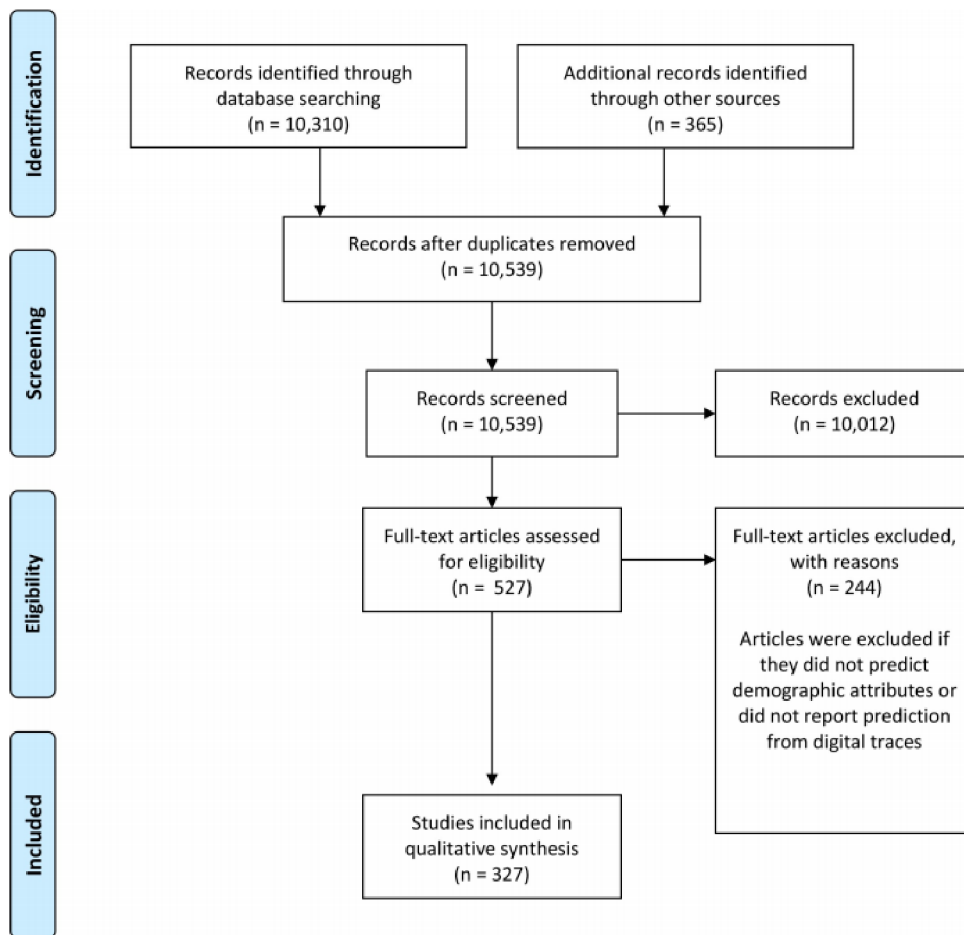 Identification
Records identified through
database searching
(n = 10,310)
Additional records identified
through other sources
(n = 365)
Records after duplicates removed
(n = 10,539)
Screening
Records screened
(n = 10,539)
Records excluded
(n = 10,012)
Eligibility
Full-text articles assessed
for eligibility
(n = 527)
Full-text articles excluded,
with reasons
(n = 244)
Articles were excluded if
they did not predict
demographic attributes or
did not report prediction
from digital traces
Included
Studies included in
qualitative synthesis
(n = 327)